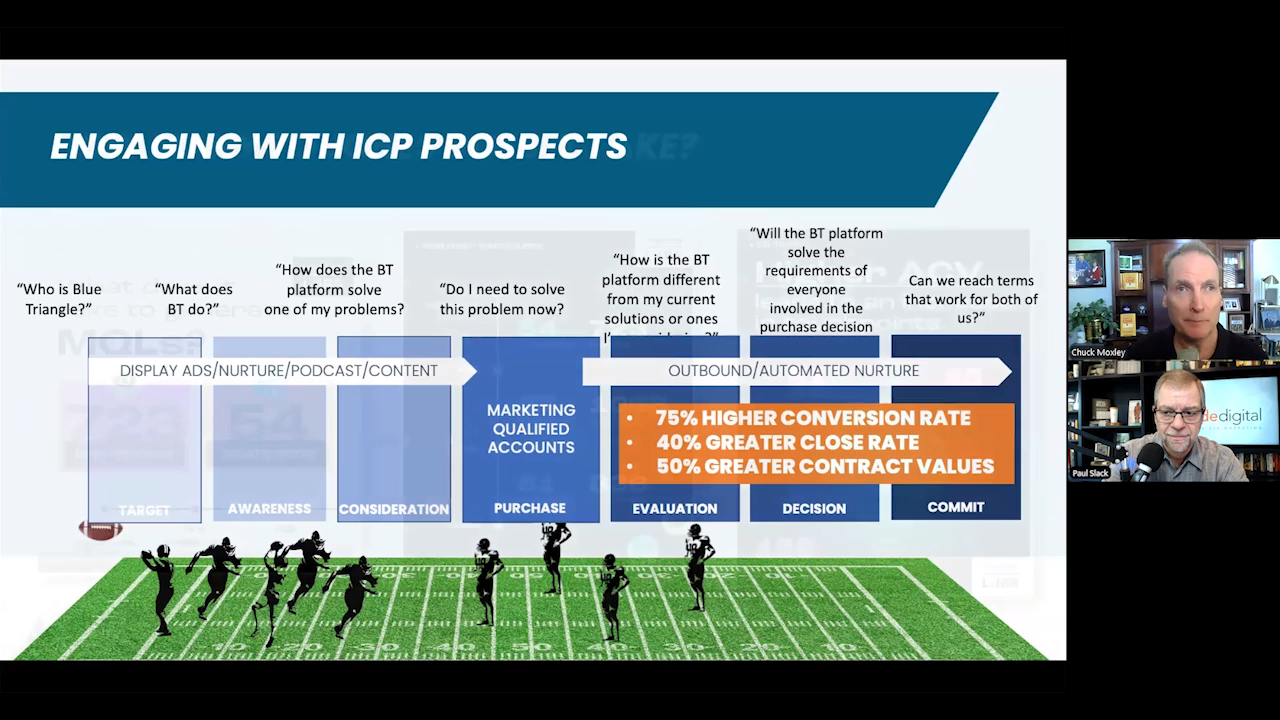 ENGAGING WITH ICP PROSPECTS
KE?
“Who is Blue
Triangle?”
“What does
BT do?”
“How does the BT
platform solve
one of my problems?
“Do I need to solve
this problem now?
“How is the BT
platform different
from my current
solutions or ones
“Will the BT platform
solve the
requirements of
everyone
involved in the
purchase decision
Can we reach terms
that work for both of
us?”
MQLs?
723
54
DISPLAY ADS/NURTURE/PODCAST/CONTENT
OUTBOUND/AUTOMATED NURTURE
MARKETING
QUALIFIED
ACCOUNTS
• 75% HIGHER CONVERSION RATE
• 40% GREATER CLOSE RATE
• 50% GREATER CONTRACT VALUES
TARGET
AWARENESS
CONSIDERATION
PURCHASE
EVALUATION
DECISION
COMMIT
Chuck Moxley
digital
Paul Slack